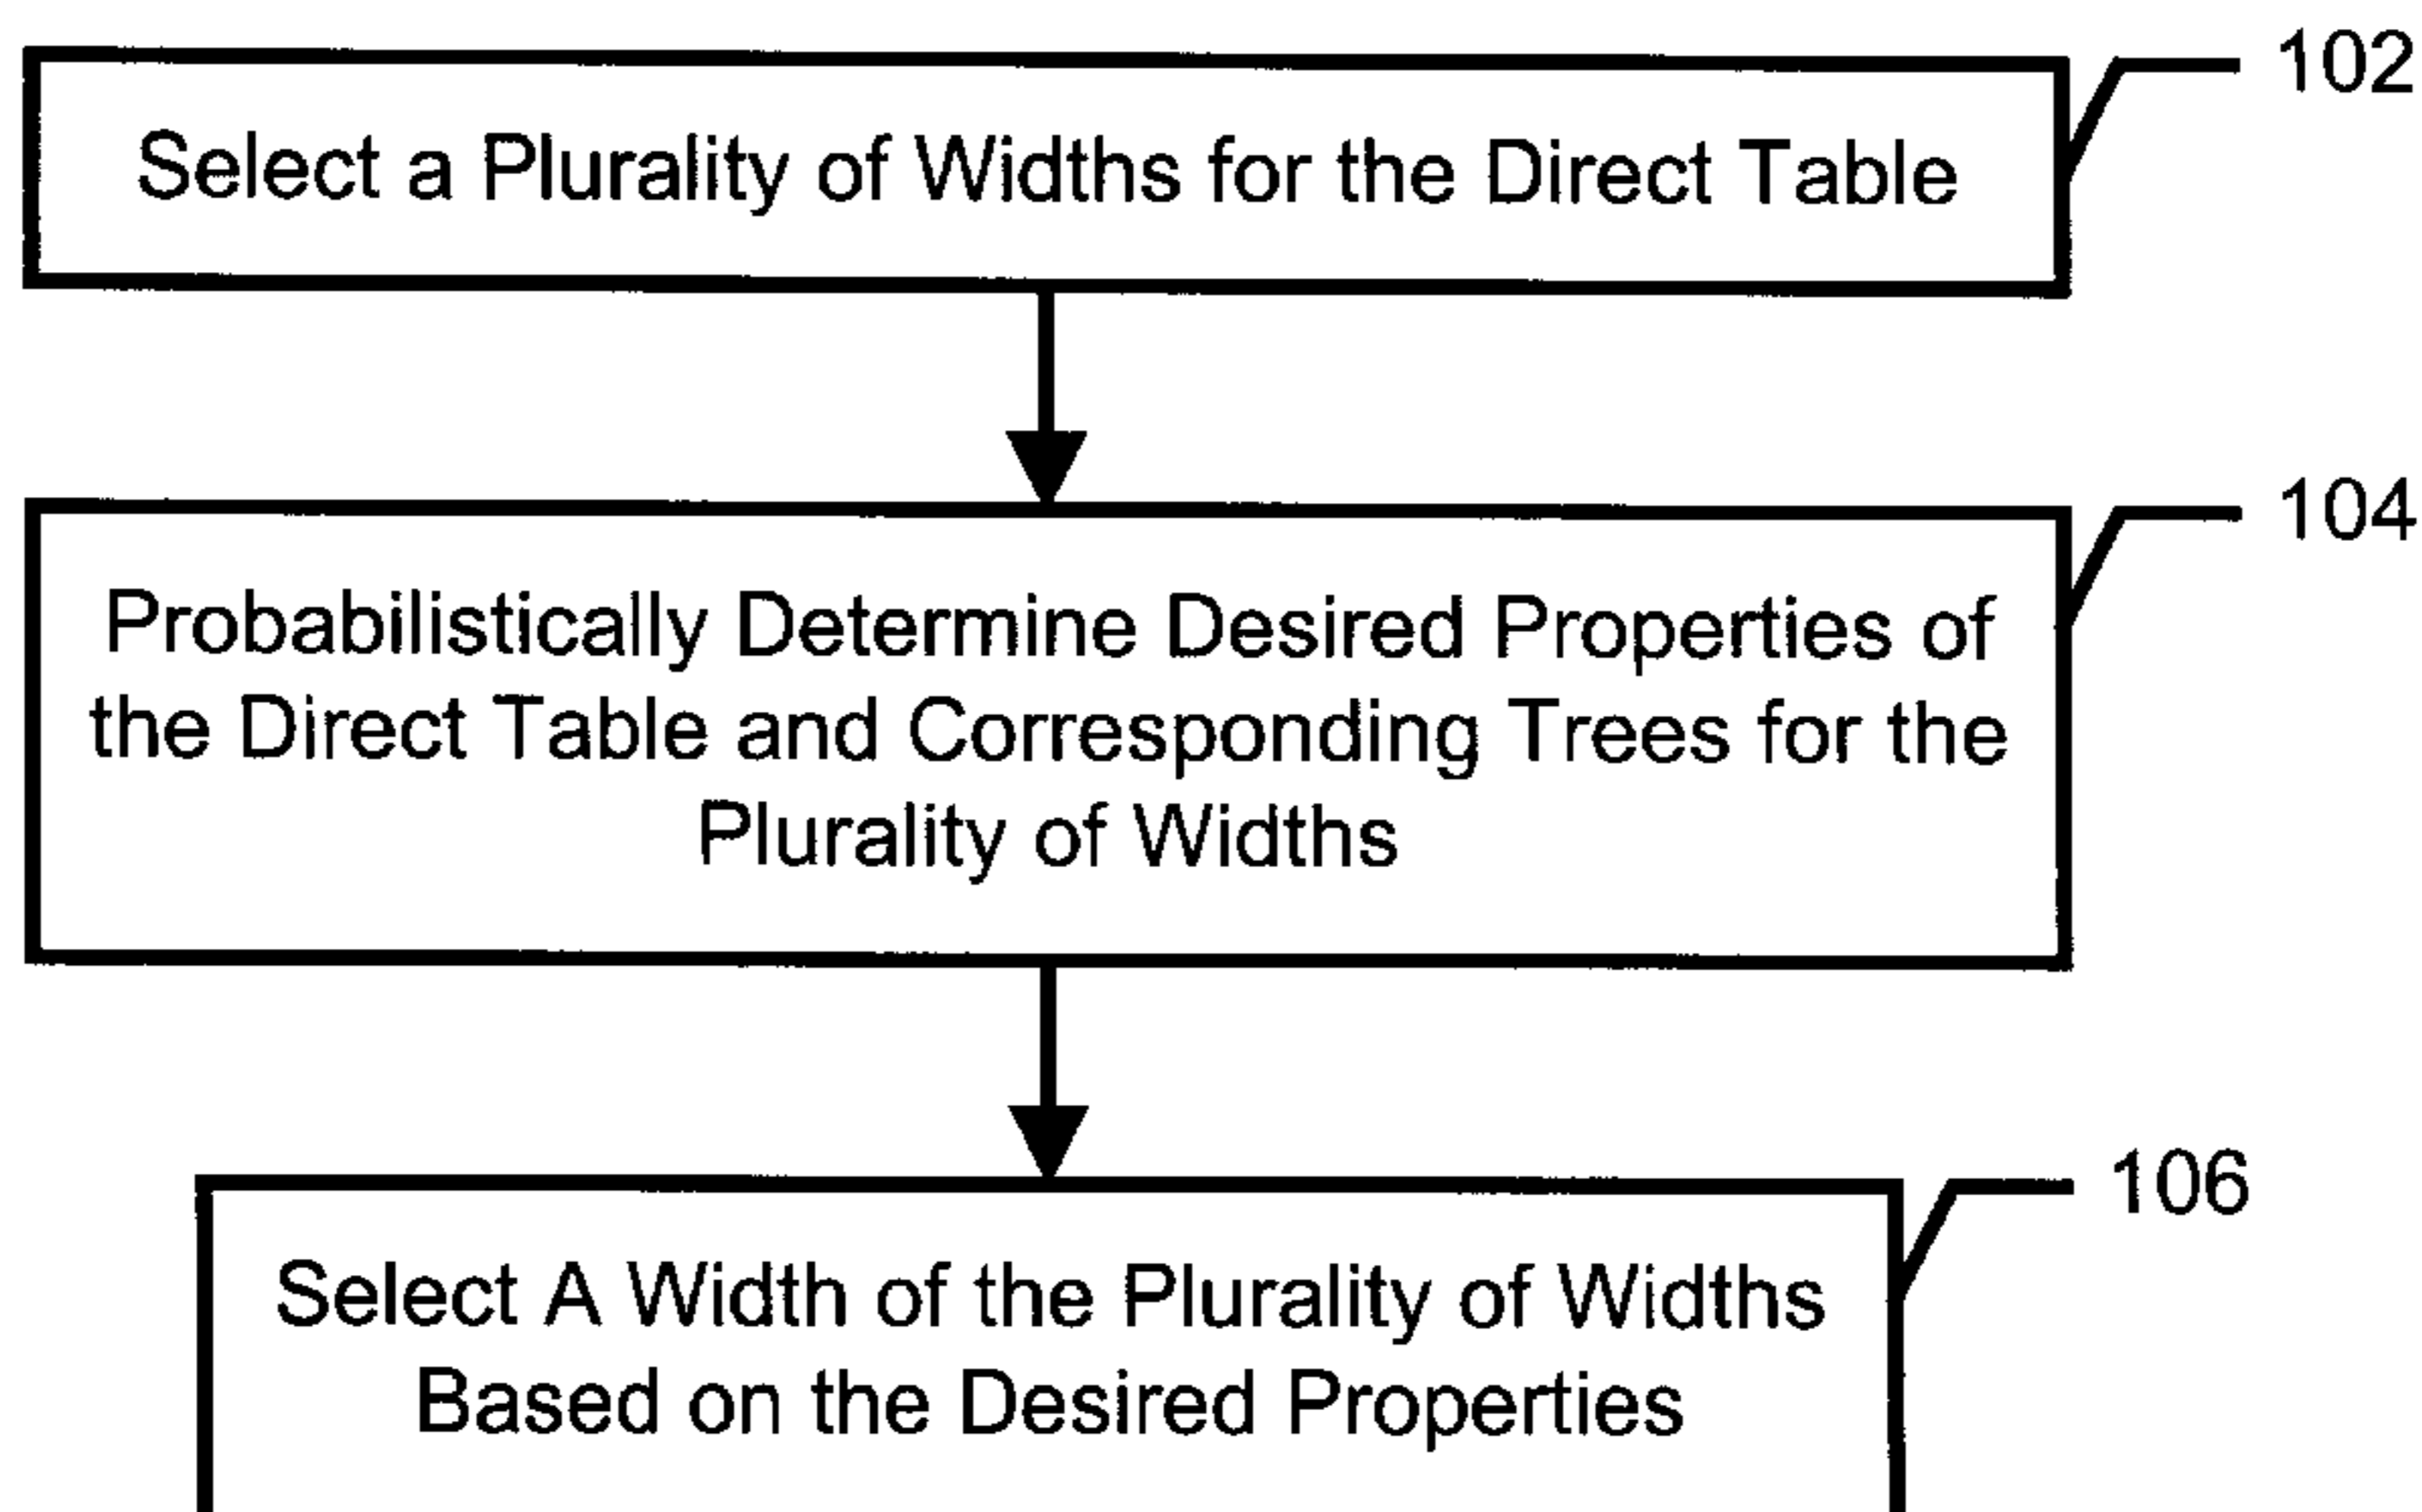 102
Select a Plurality of Widths for the Direct Table
104
Probabilistically Determine Desired Properties of
the Direct Table and Corresponding Trees for the
Plurality of Widths
106
Select A Width of the Plurality of Widths
Based on the Desired Properties